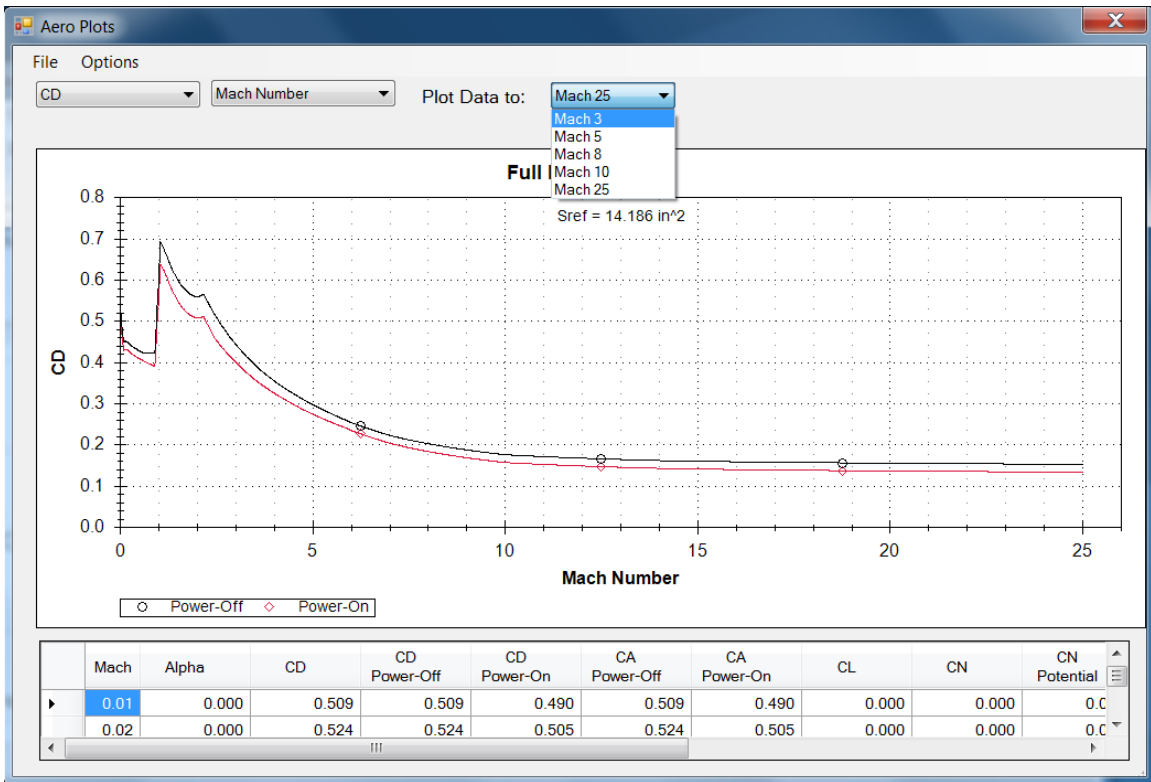 Aero Plots
File Options
CD Mach Number Plot Data to: Mach 25
Mach 3
Mach 5
Mach 8
Mach 10
Mach 25
Full
Sref = 14.186 in^2
0.8
0.7
0.6
0.5
0.4
0.3
0.2
0.1
0.0
CD
0 5 10 15 20 25
Mach Number
Power-Off Power-On
Mach Alpha CD CD Power-Off CD Power-On CA Power-Off CA Power-On CL CN CN Potential
0.01 0.000 0.509 0.509 0.490 0.509 0.490 0.000 0.000
0.02 0.000 0.524 0.524 0.505 0.524 0.505 0.000 0.000